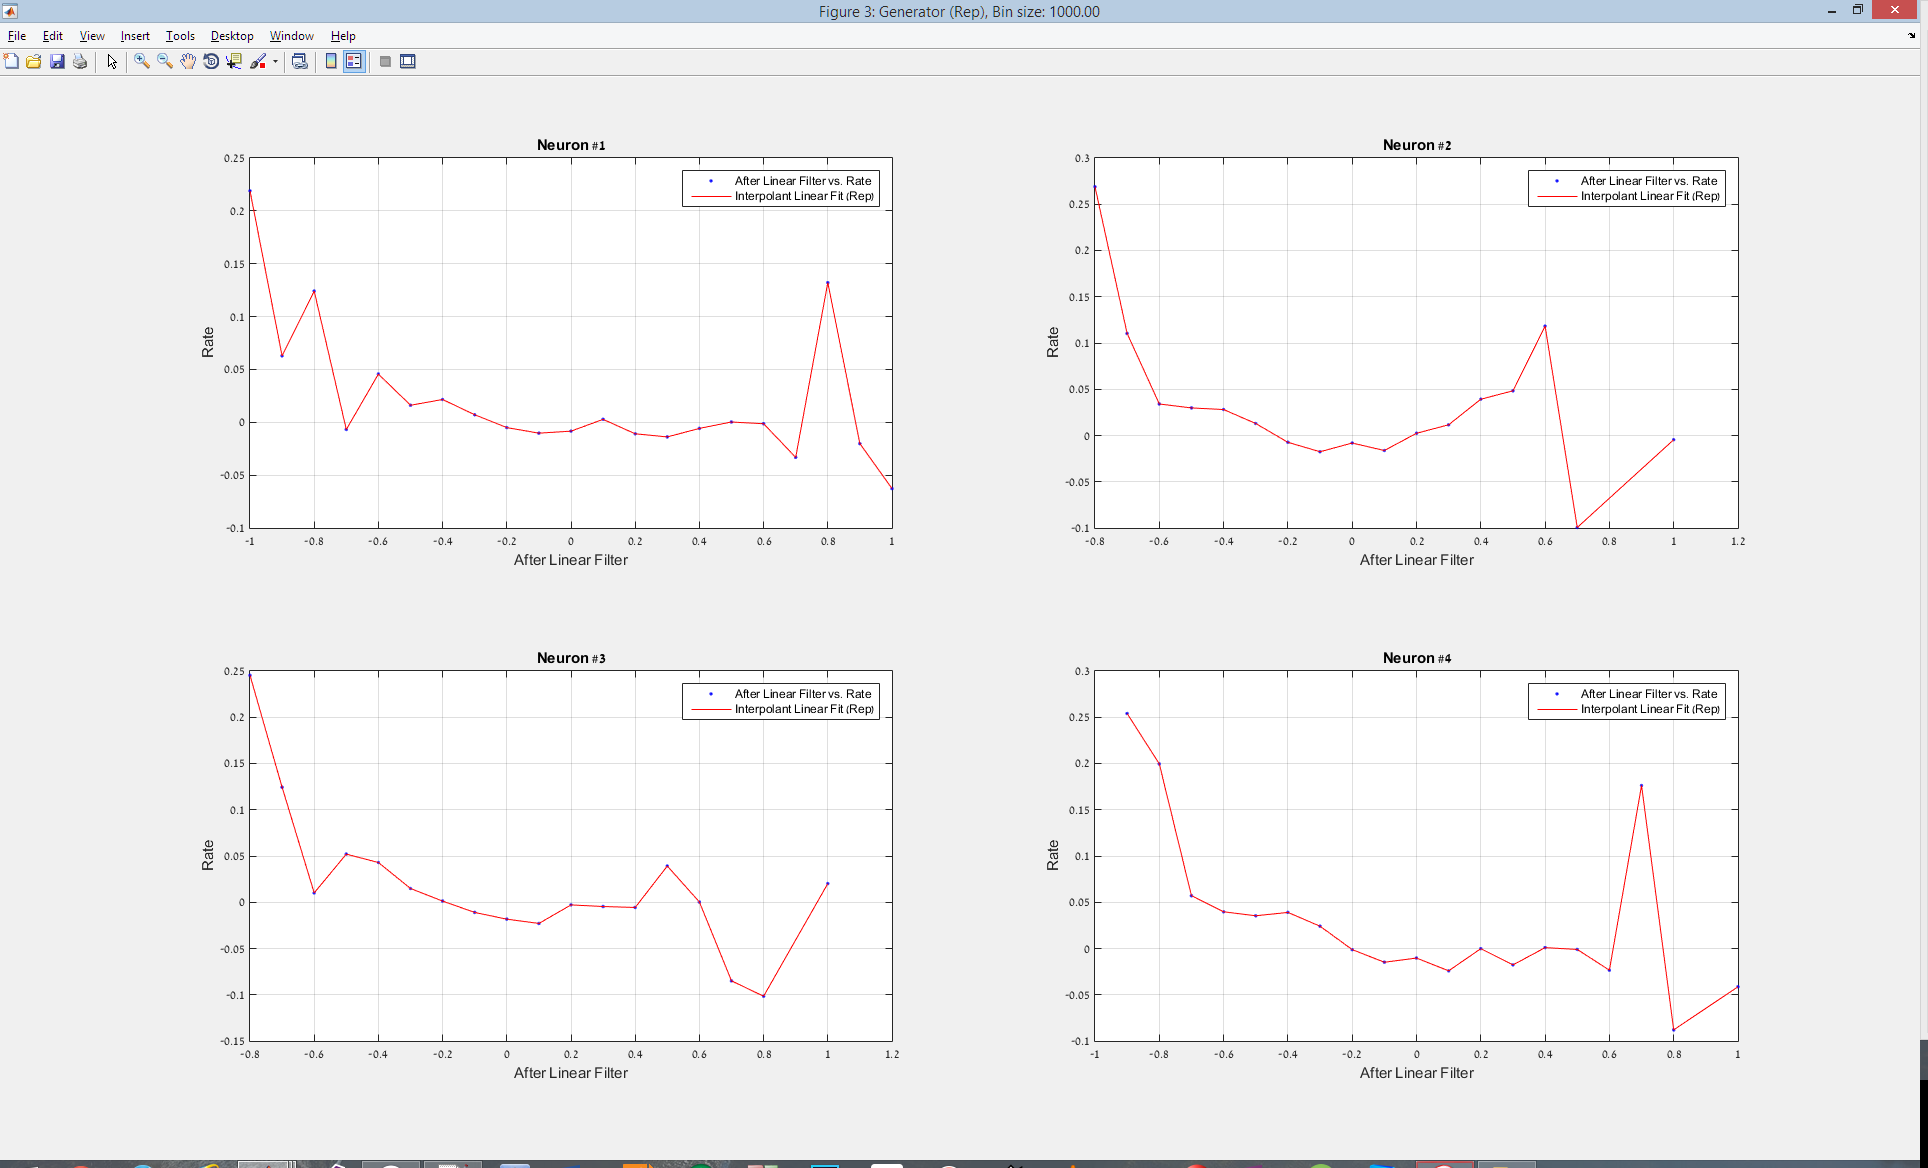 Figure 3: Generator (Rep), Bin size: 1000.00
File Edit View Insert Tools Desktop Window Help
Neuron #1
0.25
0.2
0.15
0.1
0.05
0
-0.05
-0.1
Rate
After Linear Filter vs. Rate
Interpolant Linear Fit (Rep)
-1 -0.8 -0.6 -0.4 -0.2 0 0.2 0.4 0.6 0.8 1
After Linear Filter
Neuron #2
0.3
0.25
0.2
0.15
0.1
0.05
0
-0.05
-0.1
Rate
After Linear Filter vs. Rate
Interpolant Linear Fit (Rep)
-0.8 -0.6 -0.4 -0.2 0 0.2 0.4 0.6 0.8 1 1.2
After Linear Filter
Neuron #3
0.25
0.2
0.15
0.1
0.05
0
-0.05
-0.1
-0.15
Rate
After Linear Filter vs. Rate
Interpolant Linear Fit (Rep)
-0.8 -0.6 -0.4 -0.2 0 0.2 0.4 0.6 0.8 1 1.2
After Linear Filter
Neuron #4
0.3
0.25
0.2
0.15
0.1
0.05
0
-0.05
-0.1
Rate
After Linear Filter vs. Rate
Interpolant Linear Fit (Rep)
-1 -0.8 -0.6 -0.4 -0.2 0 0.2 0.4 0.6 0.8 1
After Linear Filter